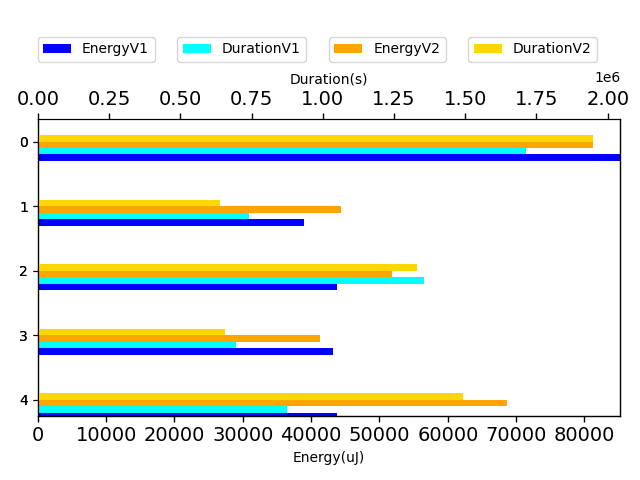 EnergyV1 DurationV1 EnergyV2 DurationV2
Duration(s)
1e6
0.00 0.25 0.50 0.75 1.00 1.25 1.50 1.75 2.00
0
1
2
3
4
0 10000 20000 30000 40000 50000 60000 70000 80000
Energy(uJ)